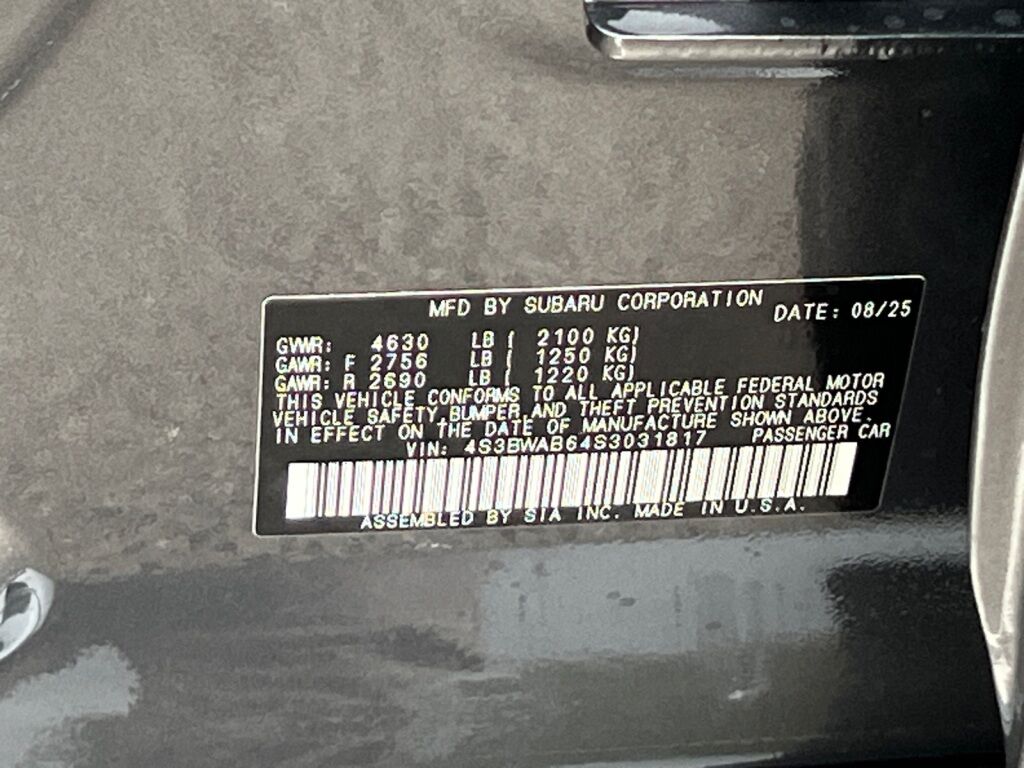 MFD BY SUBARU CORPORATION DATE: 08/25
GVWR: 4630 LB ( 2100 KG)
GAWR: F 2756 LB ( 1250 KG)
GAWR: R 2690 LB ( 1220 KG)
THIS VEHICLE CONFORMS TO ALL APPLICABLE FEDERAL MOTOR
VEHICLE SAFETY,BUMPER,AND THEFT PREVENTION STANDARDS
IN EFFECT ON THE DATE OF MANUFACTURE SHOWN ABOVE.
VIN: 4S3BWAB64S3031817 PASSENGER CAR
ASSEMBLED BY SIA INC. MADE IN U.S.A.